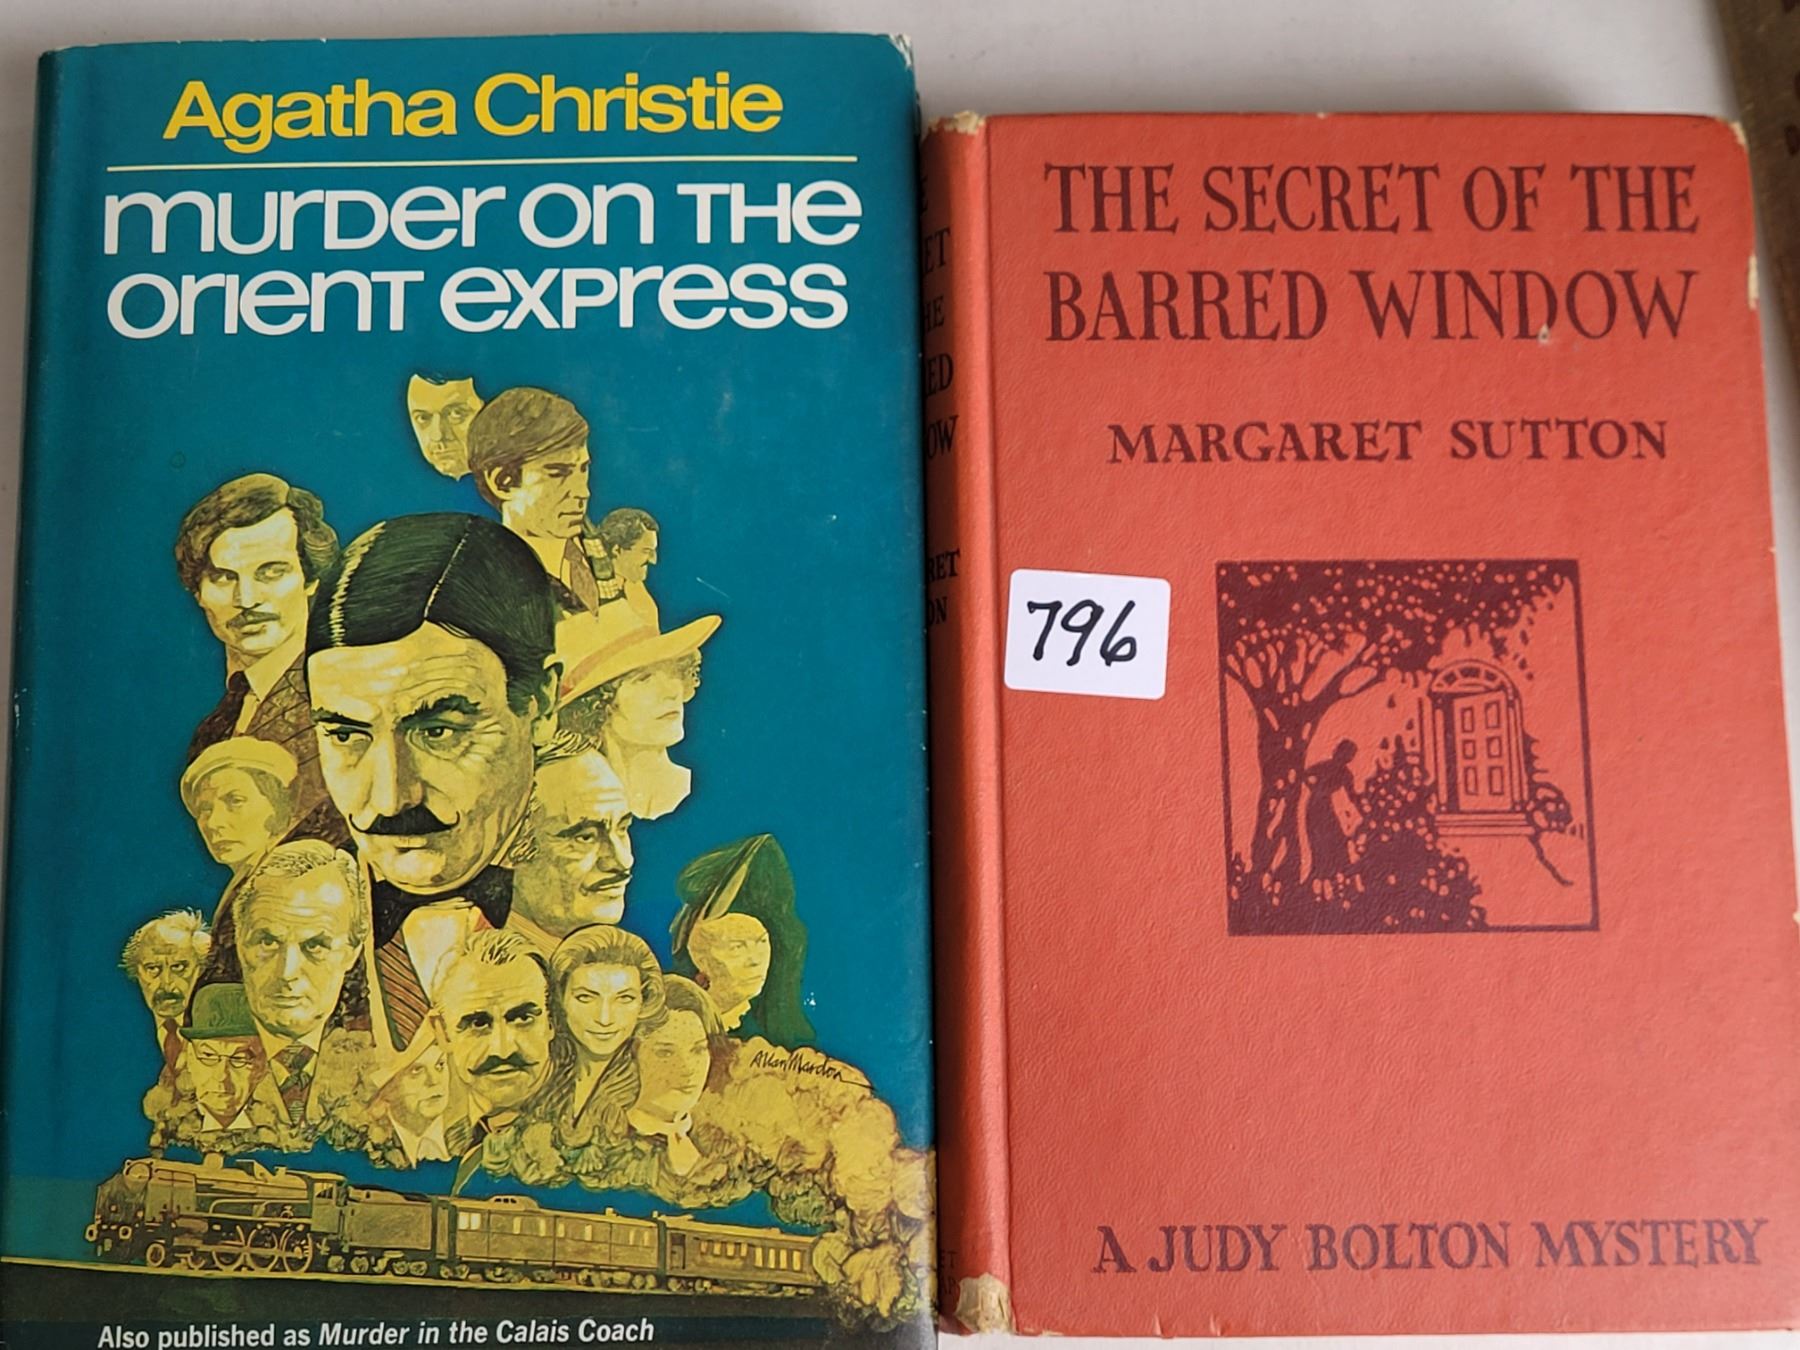 Agatha Christie
murder on the
orient express
Allan Mardon
Also published as Murder in the Calais Coach
THE SECRET OF THE
BARRED WINDOW
MARGARET SUTTON
796
A JUDY BOLTON MYSTERY